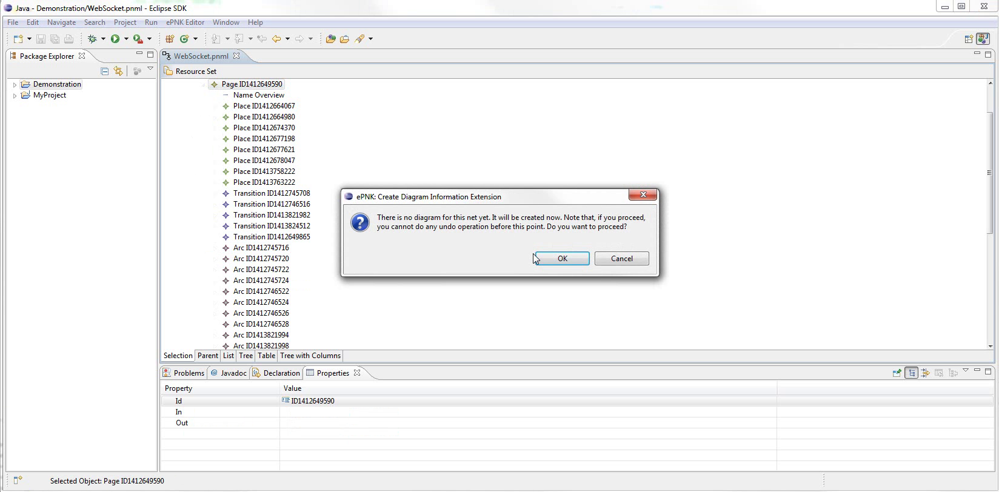 Java - Demonstration/WebSocket.pnml - Eclipse SDK
File Edit Navigate Search Project Run ePNK Editor Window Help
Package Explorer
Demonstration
MyProject
WebSocket.pnml
Resource Set
Page ID1412649590
Name Overview
Place ID1412664067
Place ID1412664980
Place ID1412674370
Place ID1412677198
Place ID1412677621
Place ID1412678047
Place ID1413758222
Place ID1413763222
Transition ID1412745708
Transition ID1412746516
Transition ID1413821982
Transition ID1413824512
Transition ID1412649865
Arc ID1412745716
Arc ID1412745720
Arc ID1412745722
Arc ID1412745724
Arc ID1412746522
Arc ID1412746524
Arc ID1412746526
Arc ID1412746528
Arc ID1413821994
Arc ID1413821998
ePNK: Create Diagram Information Extension
There is no diagram for this net yet. It will be created now. Note that, if you proceed,
you cannot do any undo operation before this point. Do you want to proceed?
OK Cancel
Selection Parent List Tree Table Tree with Columns
Problems @ Javadoc Declaration Properties
Property Value
Id ID1412649590
In
Out
Selected Object: Page ID1412649590